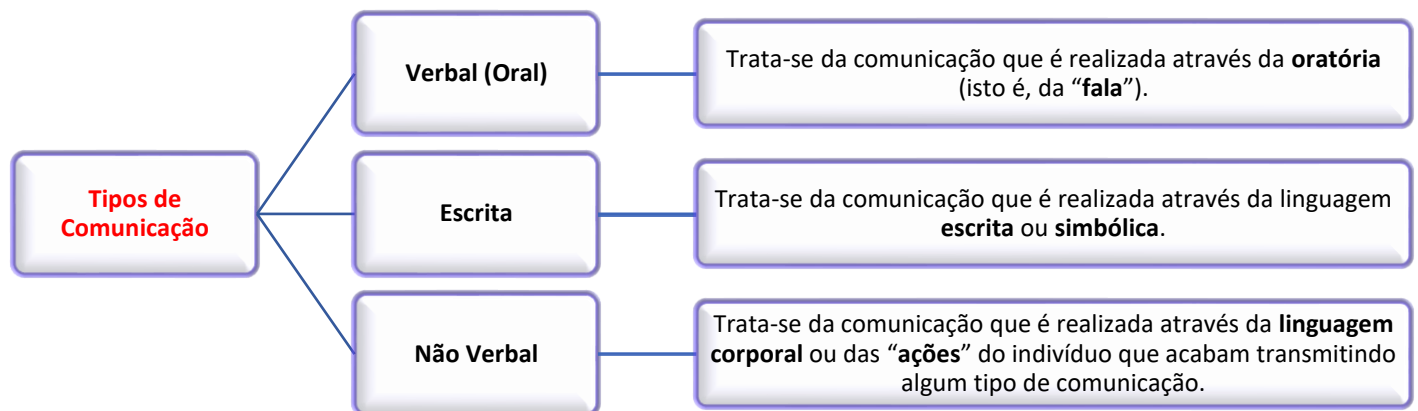 Tipos de
Comunicação
Verbal (Oral)
Trata-se da comunicação que é realizada através da oratória
(isto é, da “fala”).
Escrita
Trata-se da comunicação que é realizada através da linguagem
escrita ou simbólica.
Não Verbal
Trata-se da comunicação que é realizada através da linguagem
corporal ou das “ações” do indivíduo que acabam transmitindo
algum tipo de comunicação.